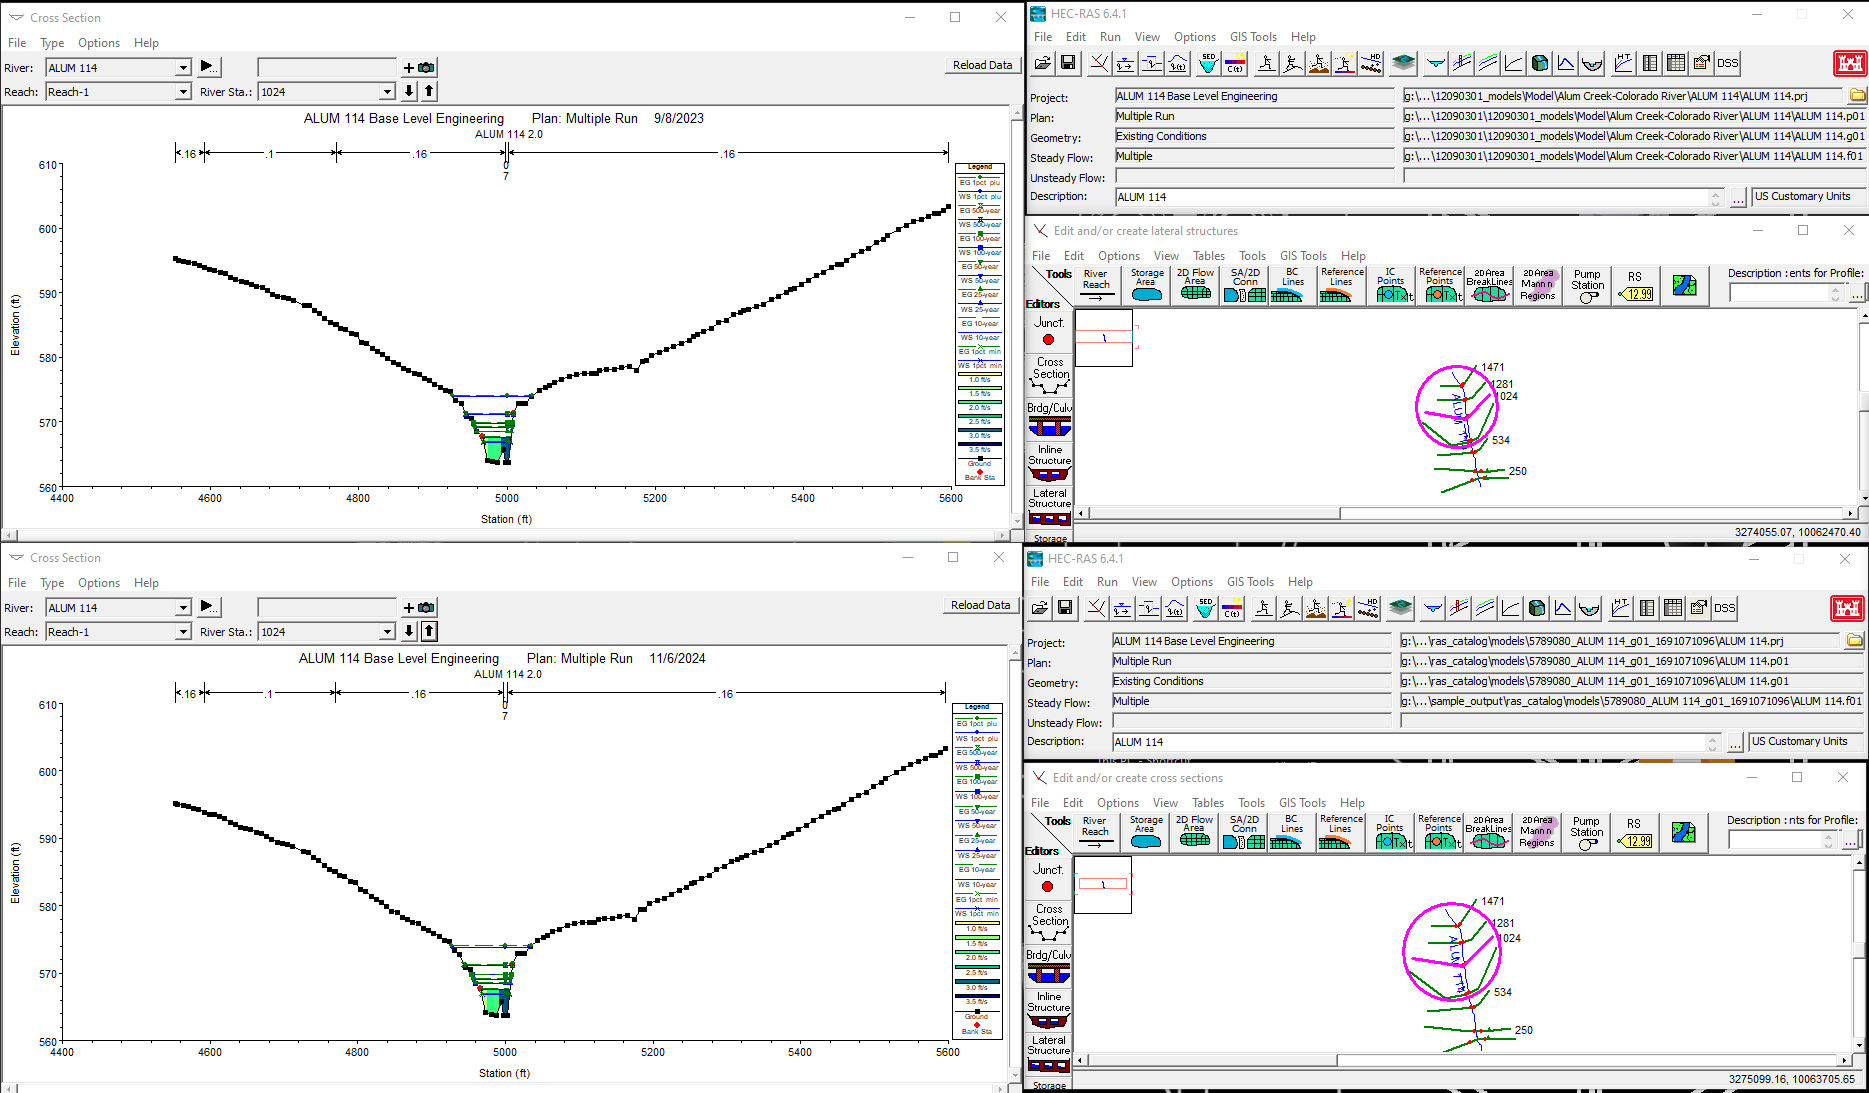 Cross Section
File Type Options Help
River: ALUM 114
Reload Data
Reach: Reach-1 River Sta.: 1024
ALUM 114 Base Level Engineering Plan: Multiple Run 9/8/2023
ALUM 114 2.0
.16 .1 .16 .16
0
7
610
600
590
580
570
560
Elevation (ft)
4400 4600 4800 5000 5200 5400 5600
Station (ft)
Legend
EG 1pct plu
WS 1pct plu
EG 500-year
WS 500-year
EG 100-year
WS 100-year
EG 50-year
WS 50-year
EG 25-year
WS 25-year
EG 10-year
WS 10-year
EG 1pct min
WS 1pct min
1.0 ft/s
1.5 ft/s
2.0 ft/s
2.5 ft/s
3.0 ft/s
3.5 ft/s
Ground
Bank Sta
HEC-RAS 6.4.1
File Edit Run View Options GIS Tools Help
SED C(t) HD HT DSS
Project: ALUM 114 Base Level Engineering g:\...\12090301_models\Model\Alum Creek-Colorado River\ALUM 114\ALUM 114.prj
Plan: Multiple Run g:\...\12090301\12090301_models\Model\Alum Creek-Colorado River\ALUM 114\ALUM 114.p01
Geometry: Existing Conditions g:\...\12090301\12090301_models\Model\Alum Creek-Colorado River\ALUM 114\ALUM 114.g01
Steady Flow: Multiple g:\...\12090301\12090301_models\Model\Alum Creek-Colorado River\ALUM 114\ALUM 114.f01
Unsteady Flow:
Description: ALUM 114 ... US Customary Units
Edit and/or create lateral structures
File Edit Options View Tables Tools GIS Tools Help
Tools
Editors
River Reach
Storage Area
2D Flow Area
SA/2D Conn
BC Lines
Reference Lines
IC Points
Reference Points
2D Area BreakLines
2D Area Mann n Regions
Pump Station
RS
12.99
Description : ents for Profile:
...
Junct.
Cross Section
Brdg/Culv
Inline Structure
Lateral Structure
Storage
1471
1281
1024
534
250
3274055.07, 10062470.40
Cross Section
File Type Options Help
River: ALUM 114
Reload Data
Reach: Reach-1 River Sta.: 1024
ALUM 114 Base Level Engineering Plan: Multiple Run 11/6/2024
ALUM 114 2.0
.16 .1 .16 .16
0
7
610
600
590
580
570
560
Elevation (ft)
4400 4600 4800 5000 5200 5400 5600
Station (ft)
Legend
EG 1pct plu
WS 1pct plu
EG 500-year
WS 500-year
EG 100-year
WS 100-year
EG 50-year
WS 50-year
EG 25-year
WS 25-year
EG 10-year
WS 10-year
EG 1pct min
WS 1pct min
1.0 ft/s
1.5 ft/s
2.0 ft/s
2.5 ft/s
3.0 ft/s
3.5 ft/s
Ground
Bank Sta
HEC-RAS 6.4.1
File Edit Run View Options GIS Tools Help
SED C(t) HD HT DSS
Project: ALUM 114 Base Level Engineering g:\...\ras_catalog\models\5789080_ALUM 114_g01_1691071096\ALUM 114.prj
Plan: Multiple Run g:\...\ras_catalog\models\5789080_ALUM 114_g01_1691071096\ALUM 114.p01
Geometry: Existing Conditions g:\...\ras_catalog\models\5789080_ALUM 114_g01_1691071096\ALUM 114.g01
Steady Flow: Multiple g:\...\sample_output\ras_catalog\models\5789080_ALUM 114_g01_1691071096\ALUM 114.f01
Unsteady Flow:
Description: ALUM 114 ... US Customary Units
Edit and/or create cross sections
File Edit Options View Tables Tools GIS Tools Help
Tools
Editors
River Reach
Storage Area
2D Flow Area
SA/2D Conn
BC Lines
Reference Lines
IC Points
Reference Points
2D Area BreakLines
2D Area Mann n Regions
Pump Station
RS
12.99
Description : nts for Profile:
...
Junct.
Cross Section
Brdg/Culv
Inline Structure
Lateral Structure
Storage
1471
1281
1024
534
250
3275099.16, 10063705.65